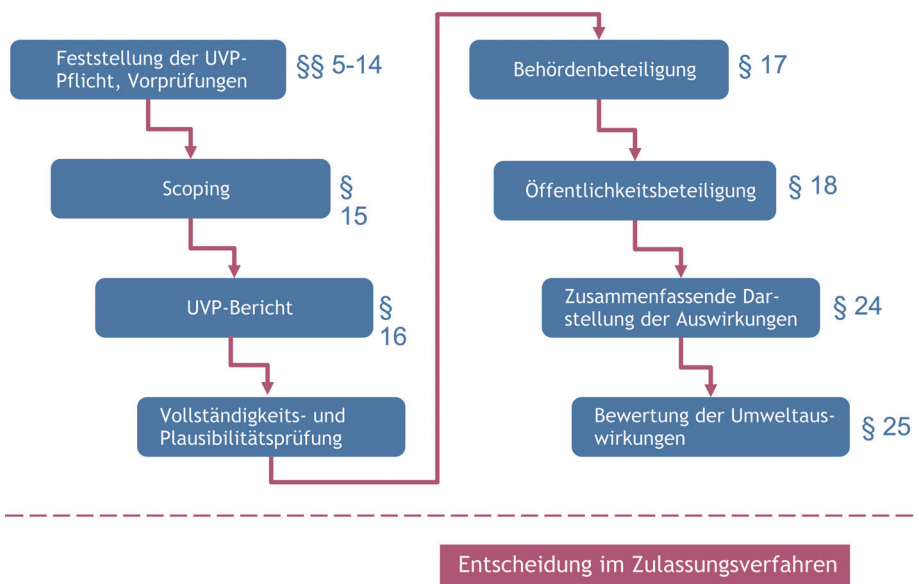 Feststellung der UVP-
Pflicht, Vorprüfungen
§§ 5-14
Scoping
§
15
UVP-Bericht
§
16
Vollständigkeits- und
Plausibilitätsprüfung
Behördenbeteiligung
§ 17
Öffentlichkeitsbeteiligung
§ 18
Zusammenfassende Dar-
stellung der Auswirkungen
§ 24
Bewertung der Umweltaus-
wirkungen
§ 25
Entscheidung im Zulassungsverfahren